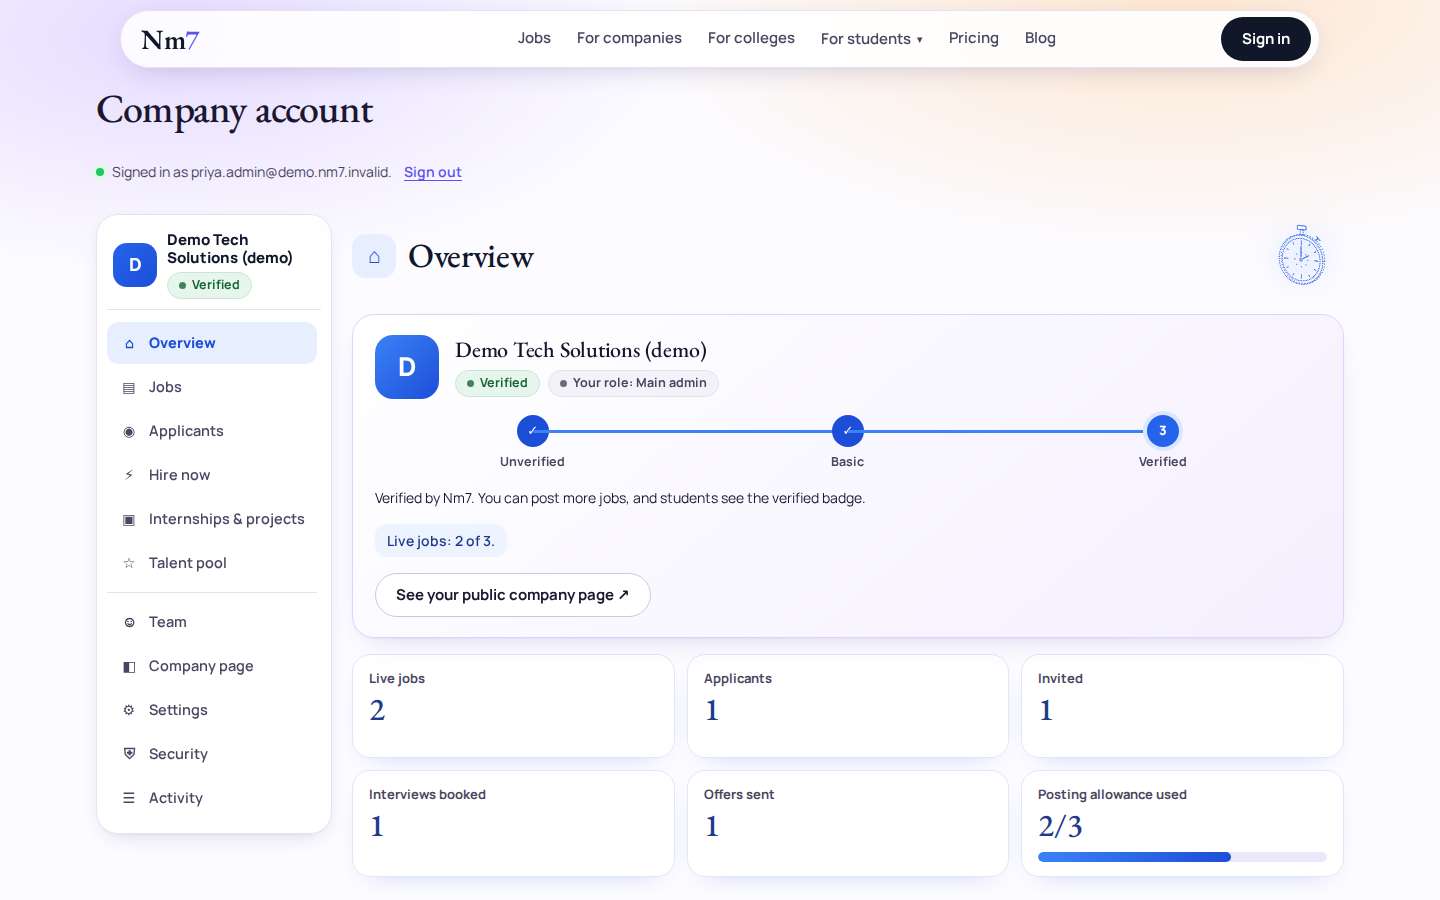 Nm7
Jobs
For companies
For colleges
For students ▾
Pricing
Blog
Sign in
Company account
Signed in as priya.admin@demo.nm7.invalid. Sign out
D
Demo Tech
Solutions (demo)
Verified
Overview
Jobs
Applicants
Hire now
Internships & projects
Talent pool
Team
Company page
Settings
Security
Activity
Overview
D
Demo Tech Solutions (demo)
Verified
Your role: Main admin
✓
✓
3
Unverified
Basic
Verified
Verified by Nm7. You can post more jobs, and students see the verified badge.
Live jobs: 2 of 3.
See your public company page ↗
Live jobs
2
Applicants
1
Invited
1
Interviews booked
1
Offers sent
1
Posting allowance used
2/3